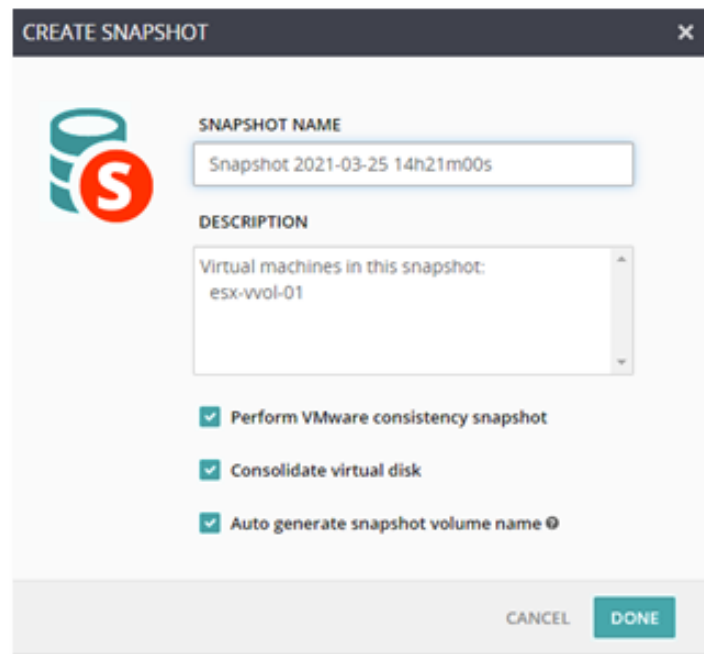 CREATE SNAPSHOT
S
SNAPSHOT NAME
Snapshot 2021-03-25 14h21m00s
DESCRIPTION
Virtual machines in this snapshot:
esx-vvol-01
Perform VMware consistency snapshot
Consolidate virtual disk
Auto generate snapshot volume name
CANCEL
DONE